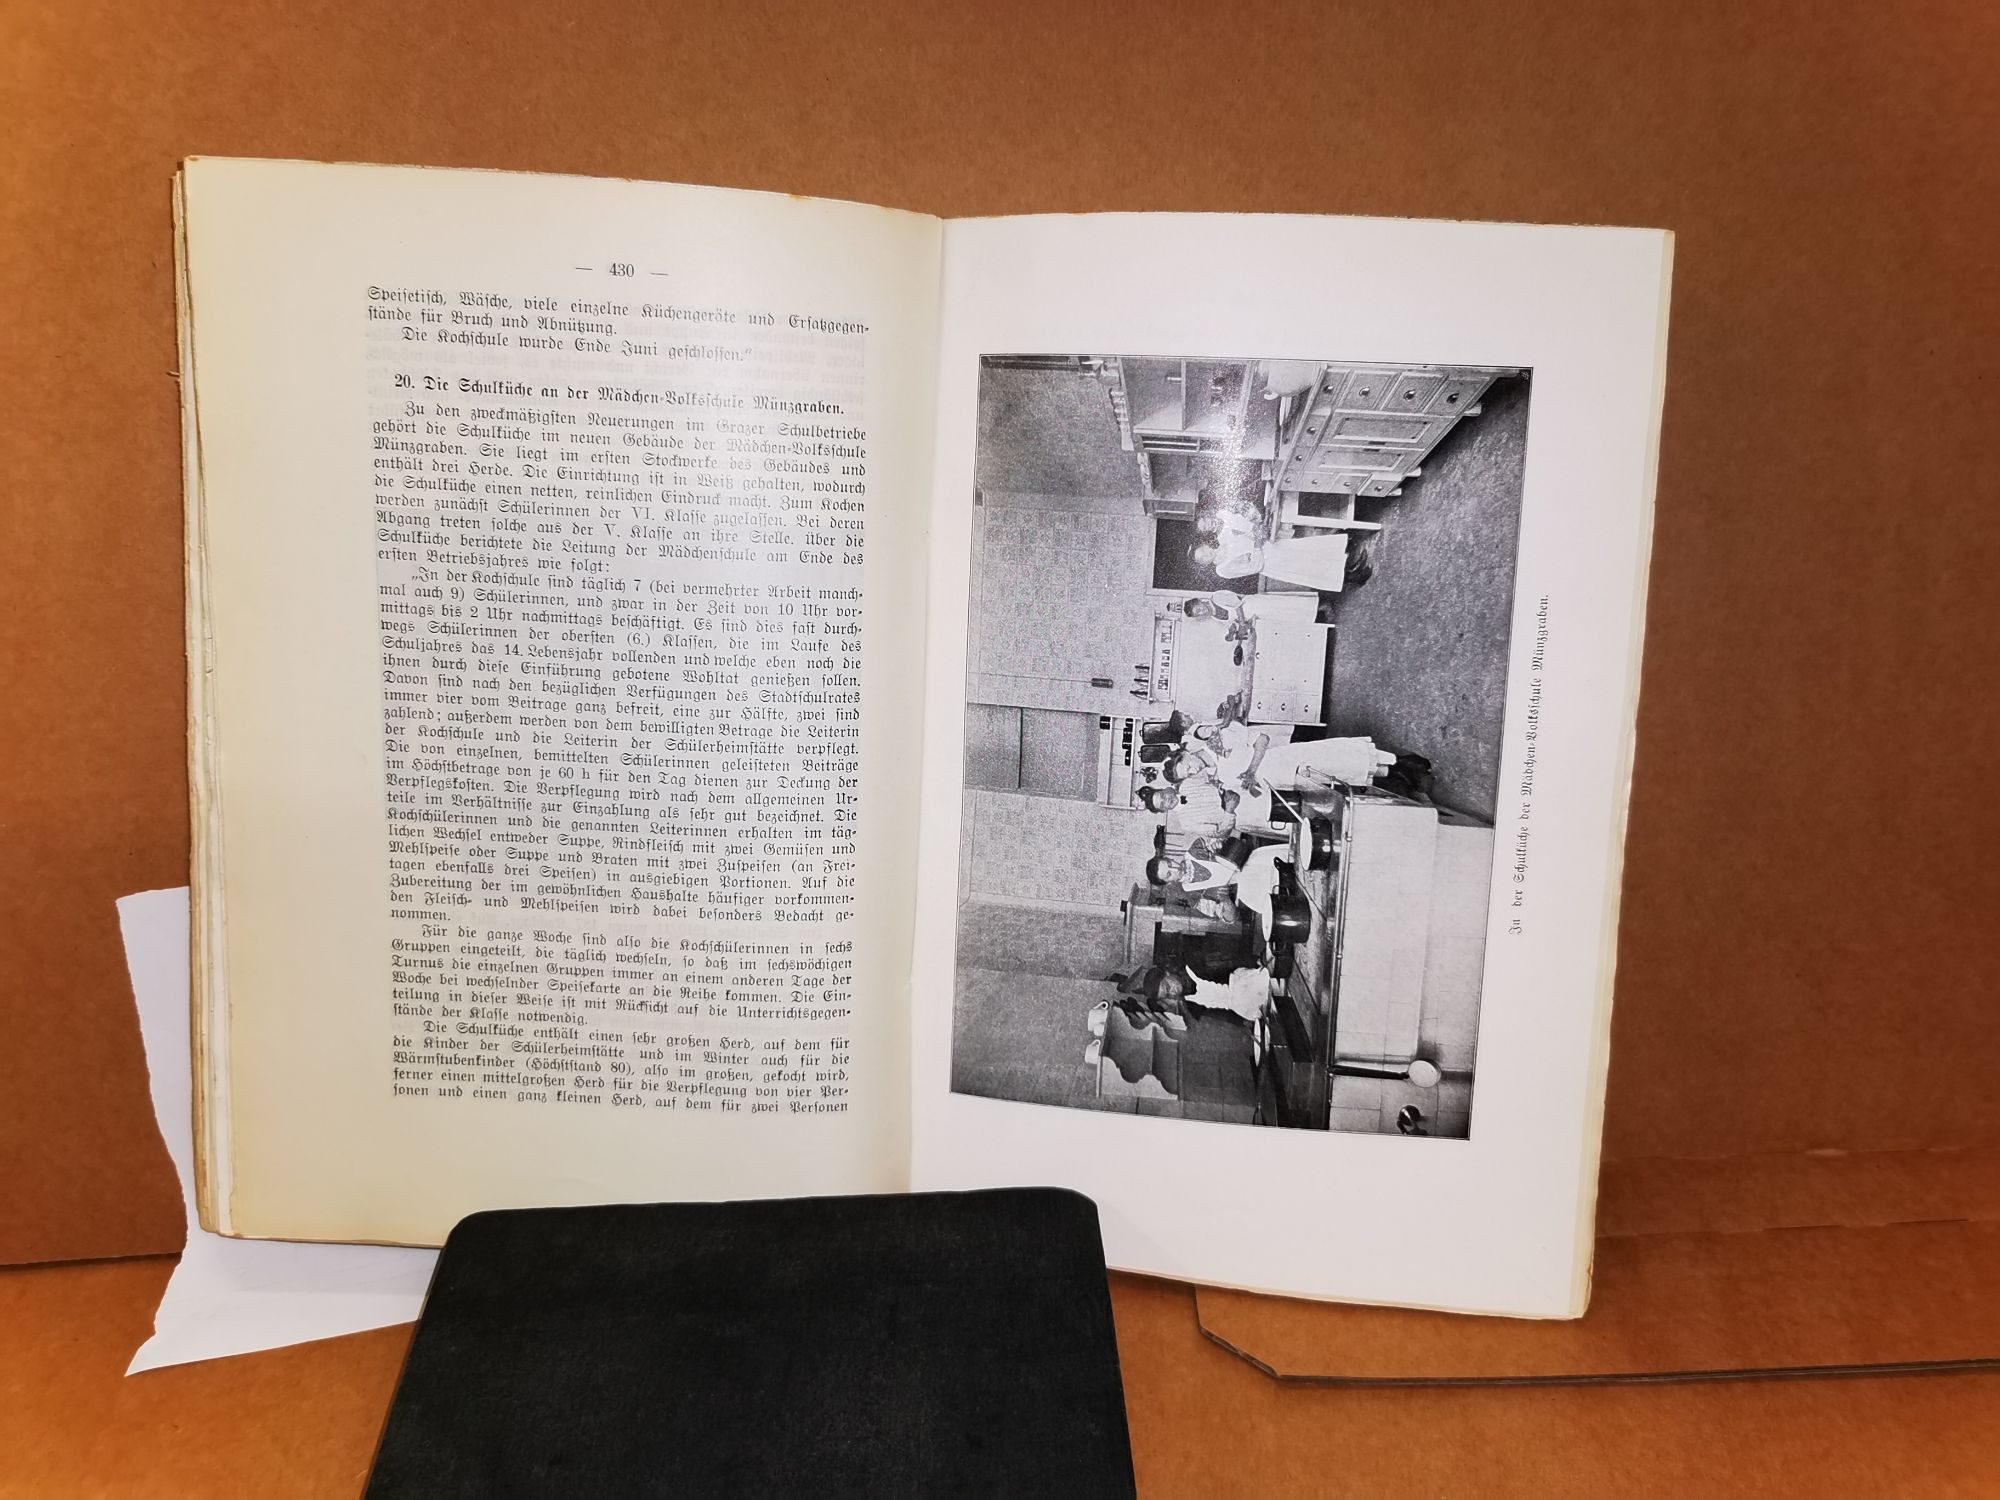 — 430 —
Speisetisch, Wäsche, viele einzelne Küchengeräte und Ersatzgegen-
stände für Bruch und Abnützung.
Die Kochschule wurde Ende Juni geschlossen."
20. Die Schulküche an der Mädchen-Volksschule Münzgraben.
Zu den zweckmäßigsten Neuerungen im Grazer Schulbetriebe
gehört die Schulküche im neuen Gebäude der Mädchen-Volksschule
Münzgraben. Sie liegt im ersten Stockwerke des Gebäudes und
enthält drei Herde. Die Einrichtung ist in Weiß gehalten, wodurch
die Schulküche einen netten, reinlichen Eindruck macht. Zum Kochen
werden zunächst Schülerinnen der VI. Klasse zugelassen. Bei deren
Abgang treten solche aus der V. Klasse an ihre Stelle. Über die
Schulküche berichtete die Leitung der Mädchenschule am Ende des
ersten Betriebsjahres wie folgt:
„In der Kochschule sind täglich 7 (bei vermehrter Arbeit manch-
mal auch 9) Schülerinnen, und zwar in der Zeit von 10 Uhr vor-
mittags bis 2 Uhr nachmittags beschäftigt. Es sind dies fast durch-
wegs Schülerinnen der obersten (6.) Klassen, die im Laufe des
Schuljahres das 14. Lebensjahr vollenden und welche eben noch die
ihnen durch diese Einführung gebotene Wohltat genießen sollen.
Davon sind nach den bezüglichen Verfügungen des Stadtschulrates
immer vier vom Beitrage ganz befreit, eine zur Hälfte, zwei sind
zahlend; außerdem werden von dem bewilligten Betrage die Leiterin
der Kochschule und die Leiterin der Schülerheimstätte verpflegt.
Die von einzelnen, bemittelten Schülerinnen geleisteten Beiträge
im Höchstbetrage von je 60 h für den Tag dienen zur Deckung der
Verpflegskosten. Die Verpflegung wird nach dem allgemeinen Ur-
teile im Verhältnisse zur Einzahlung als sehr gut bezeichnet. Die
Kochschülerinnen und die genannten Leiterinnen erhalten im täg-
lichen Wechsel entweder Suppe, Rindfleisch mit zwei Gemüsen und
Mehlspeise oder Suppe und Braten mit zwei Zuspeisen (an Frei-
tagen ebenfalls drei Speisen) in ausgiebigen Portionen. Auf die
Zubereitung der im gewöhnlichen Haushalte häufiger vorkommen-
den Fleisch- und Mehlspeisen wird dabei besonders Bedacht ge-
nommen.
Für die ganze Woche sind also die Kochschülerinnen in sechs
Gruppen eingeteilt, die täglich wechseln, so daß im sechswöchigen
Turnus die einzelnen Gruppen immer an einem anderen Tage der
Woche bei wechselnder Speisekarte an die Reihe kommen. Die Ein-
teilung in dieser Weise ist mit Rücksicht auf die Unterrichtsgegen-
stände der Klasse notwendig.
Die Schulküche enthält einen sehr großen Herd, auf dem für
die Kinder der Schülerheimstätte und im Winter auch für die
Wärmstubenkinder (Höchststand 80), also im großen, gekocht wird,
ferner einen mittelgroßen Herd für die Verpflegung von vier Per-
sonen und einen ganz kleinen Herd, auf dem für zwei Personen
In der Schulküche der Mädchen-Volksschule Münzgraben.